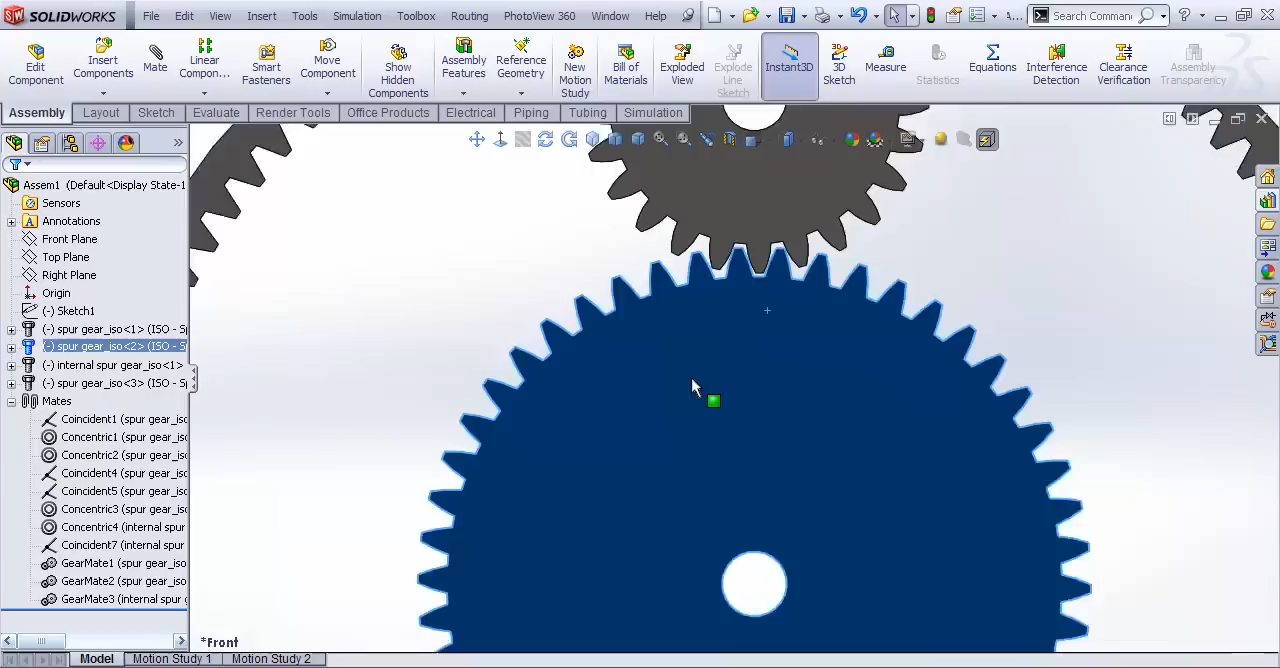 SOLIDWORKS File Edit View Insert Tools Simulation Toolbox Routing PhotoView 360 Window Help A... Search Comman ?
Edit Component
Insert Components
Mate
Linear Compon...
Smart Fasteners
Move Component
Show Hidden Components
Assembly Features
Reference Geometry
New Motion Study
Bill of Materials
Exploded View
Explode Line Sketch
Instant3D
3D Sketch
Measure
Statistics
Equations
Interference Detection
Clearance Verification
Assembly Transparency
Assembly Layout Sketch Evaluate Render Tools Office Products Electrical Piping Tubing Simulation
Assem1 (Default<Display State-1
Sensors
Annotations
Front Plane
Top Plane
Right Plane
Origin
(-) Sketch1
(-) spur gear_iso<1> (ISO - S
(-) spur gear_iso<2> (ISO - S
(-) internal spur gear_iso<1>
(-) spur gear_iso<3> (ISO - S
Mates
Coincident1 (spur gear_iso
Concentric1 (spur gear_iso
Concentric2 (spur gear_iso
Coincident4 (spur gear_iso
Coincident5 (spur gear_iso
Concentric3 (spur gear_iso
Concentric4 (internal spur
Coincident7 (internal spur
GearMate1 (spur gear_iso
GearMate2 (spur gear_iso
GearMate3 (internal spur g
*Front
Model Motion Study 1 Motion Study 2